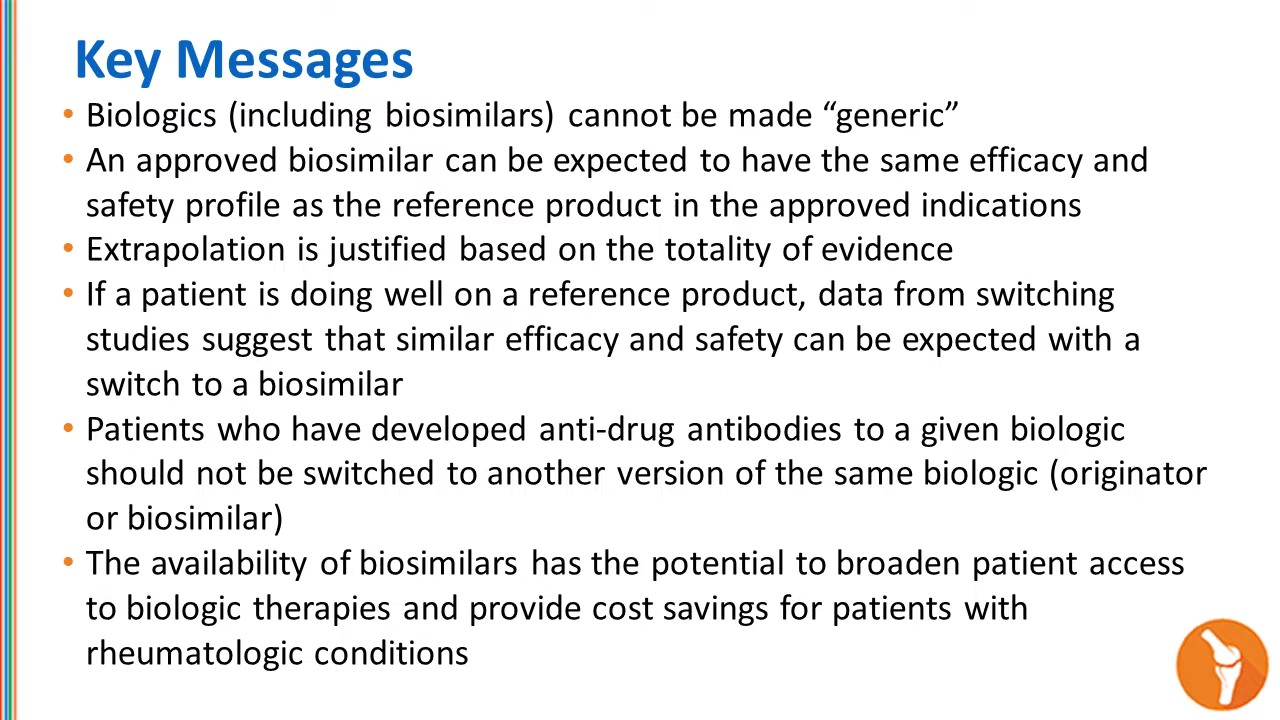 Key Messages
• Biologics (including biosimilars) cannot be made “generic”
• An approved biosimilar can be expected to have the same efficacy and
safety profile as the reference product in the approved indications
• Extrapolation is justified based on the totality of evidence
• If a patient is doing well on a reference product, data from switching
studies suggest that similar efficacy and safety can be expected with a
switch to a biosimilar
• Patients who have developed anti-drug antibodies to a given biologic
should not be switched to another version of the same biologic (originator
or biosimilar)
• The availability of biosimilars has the potential to broaden patient access
to biologic therapies and provide cost savings for patients with
rheumatologic conditions